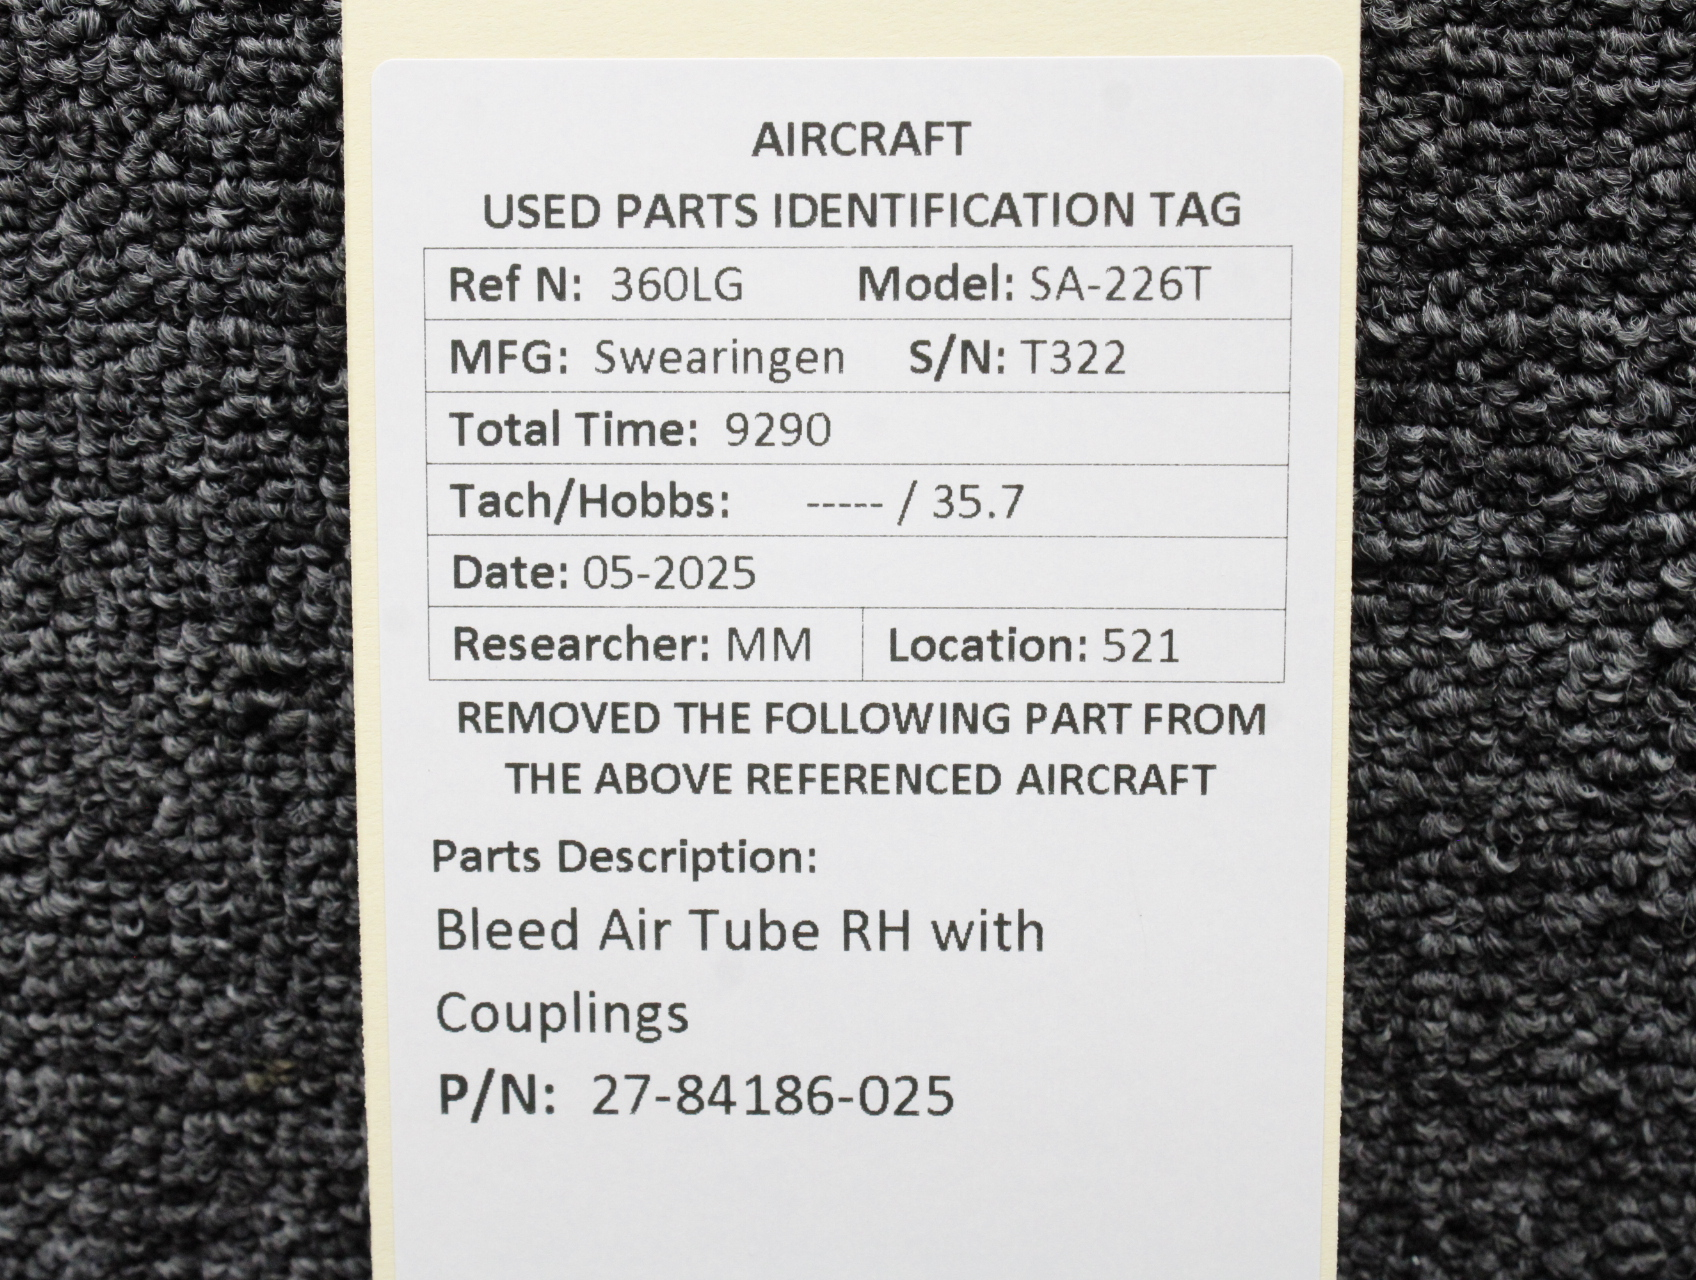 AIRCRAFT
USED PARTS IDENTIFICATION TAG
Ref N: 360LG Model: SA-226T
MFG: Swearingen S/N: T322
Total Time: 9290
Tach/Hobbs: ----- / 35.7
Date: 05-2025
Researcher: MM Location: 521
REMOVED THE FOLLOWING PART FROM
THE ABOVE REFERENCED AIRCRAFT
Parts Description:
Bleed Air Tube RH with
Couplings
P/N: 27-84186-025